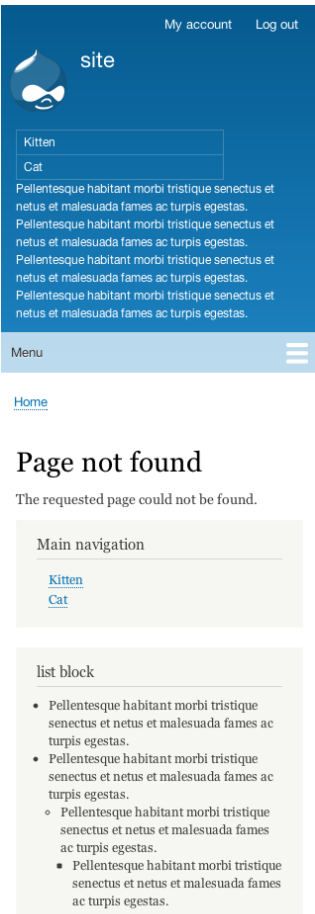 My account Log out
site
Kitten
Cat
Pellentesque habitant morbi tristique senectus et
netus et malesuada fames ac turpis egestas.
Pellentesque habitant morbi tristique senectus et
netus et malesuada fames ac turpis egestas.
Pellentesque habitant morbi tristique senectus et
netus et malesuada fames ac turpis egestas.
Pellentesque habitant morbi tristique senectus et
netus et malesuada fames ac turpis egestas.
Menu
Home
Page not found
The requested page could not be found.
Main navigation
Kitten
Cat
list block
Pellentesque habitant morbi tristique
senectus et netus et malesuada fames ac
turpis egestas.
Pellentesque habitant morbi tristique
senectus et netus et malesuada fames ac
turpis egestas.
Pellentesque habitant morbi tristique
senectus et netus et malesuada fames
ac turpis egestas.
Pellentesque habitant morbi tristique
senectus et netus et malesuada fames
ac turpis egestas.